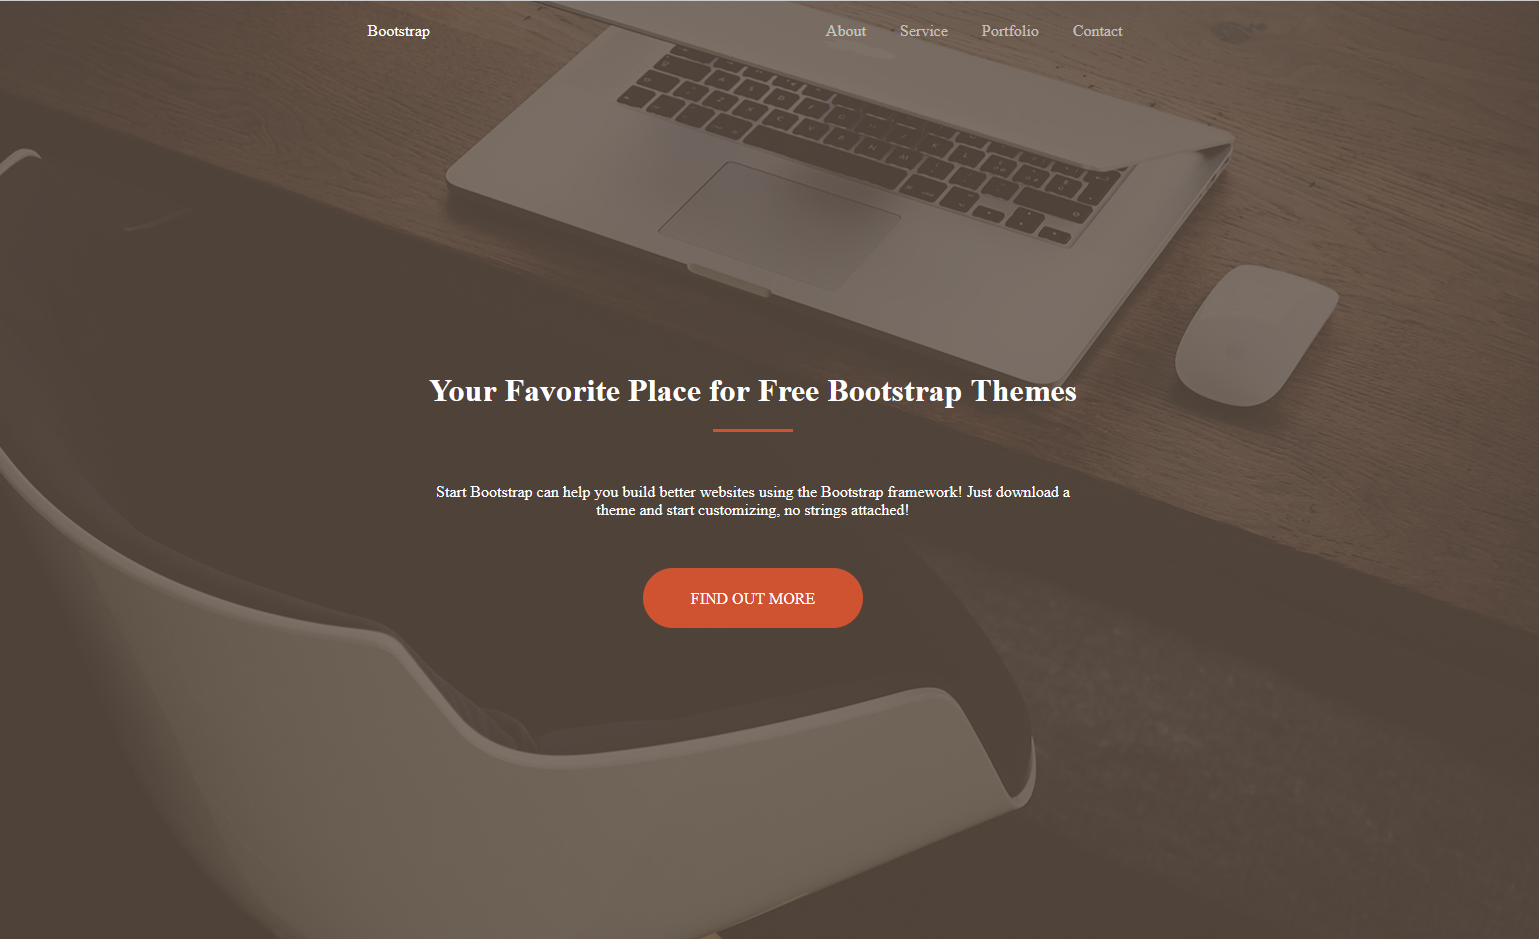 Bootstrap
About Service Portfolio Contact
Your Favorite Place for Free Bootstrap Themes
Start Bootstrap can help you build better websites using the Bootstrap framework! Just download a
theme and start customizing, no strings attached!
FIND OUT MORE